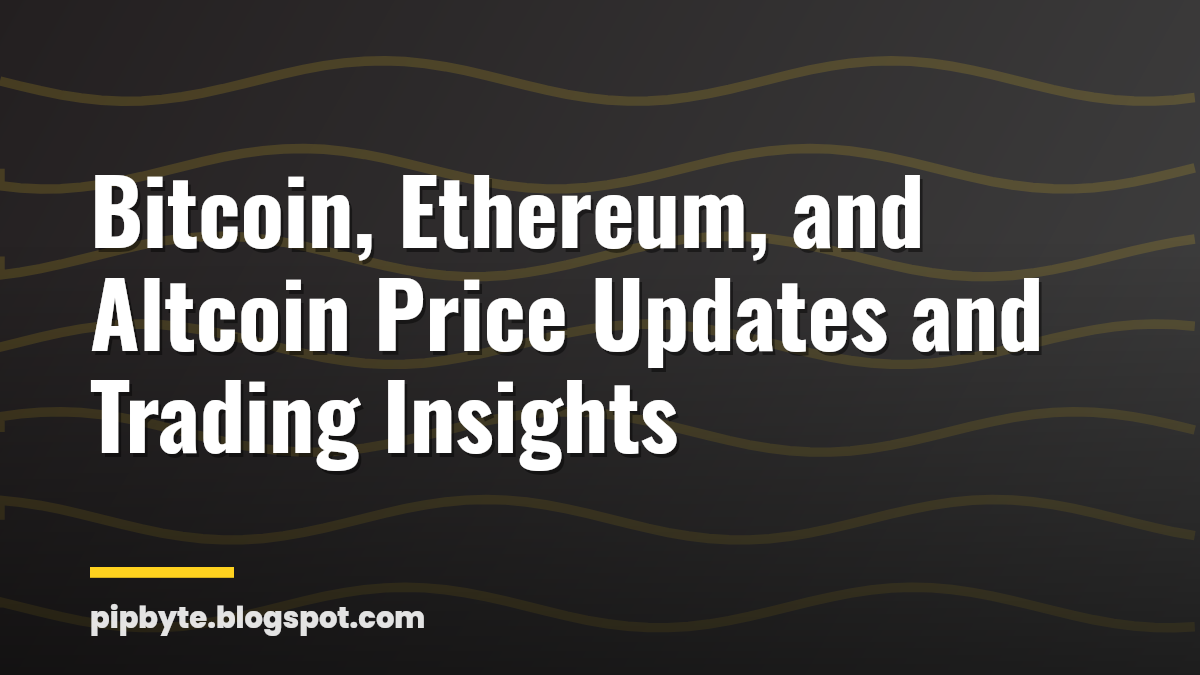 Bitcoin, Ethereum, and
Altcoin Price Updates and
Trading Insights
pipbyte.blogspot.com